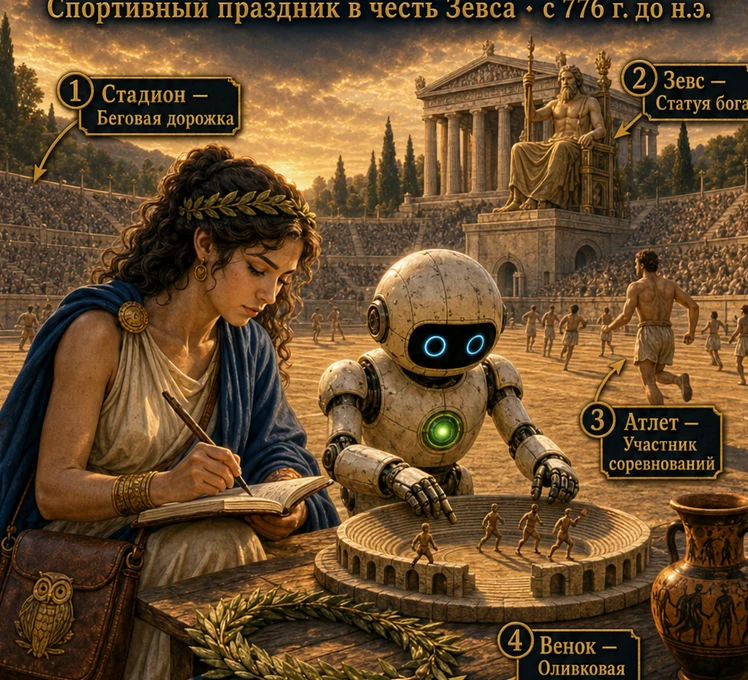 Спортивный праздник в честь Зевса • с 776 г. до н.э.
1 Стадион –
Беговая дорожка
2 Зевс –
Статуя бога
3 Атлет –
Участник
соревнований
4 Венок –
Оливковая